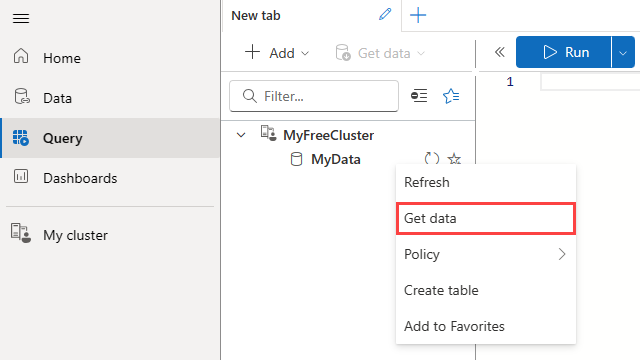 New tab
Home
Data
Query
Dashboards
My cluster
Add
Get data
Run
Filter...
1
MyFreeCluster
MyData
Refresh
Get data
Policy
Create table
Add to Favorites